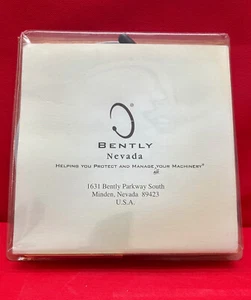 BENTLY
Nevada
HELPING YOU PROTECT AND MANAGE YOUR MACHINERY®
1631 Bently Parkway South
Minden, Nevada 89423
U.S.A.